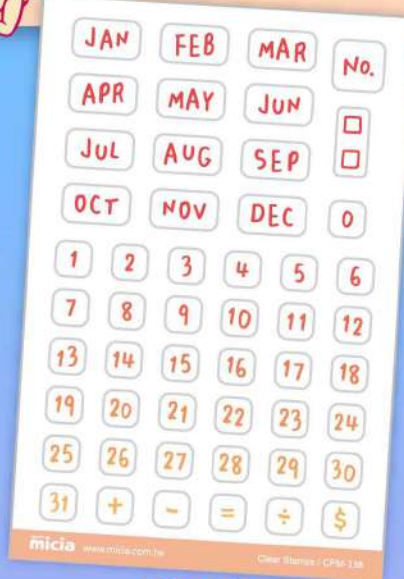 JAN FEB MAR No.
APR MAY JUN
JUL AUG SEP
OCT NOV DEC 0
1 2 3 4 5 6
7 8 9 10 11 12
13 14 15 16 17 18
19 20 21 22 23 24
25 26 27 28 29 30
31 + - = ÷ $
micia www.micia.com.tw Clear Stamps / CPM-138